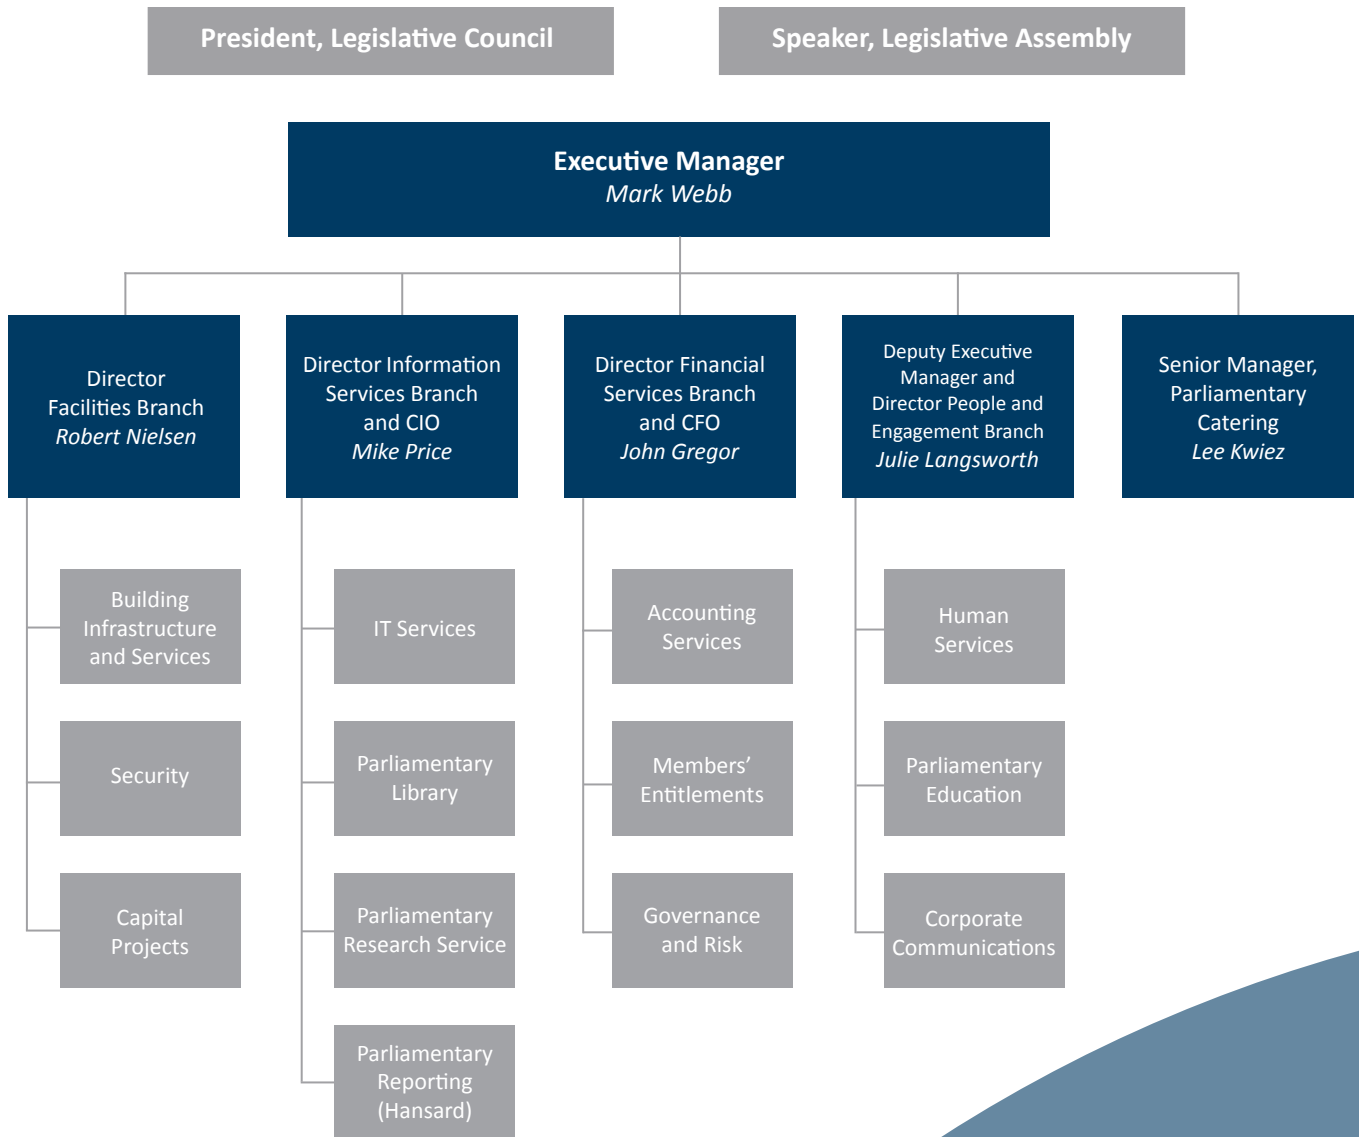 President, Legislative Council
Speaker, Legislative Assembly
Executive Manager
Mark Webb
Director
Facilities Branch
Robert Nielsen
Director Information
Services Branch
and CIO
Mike Price
Director Financial
Services Branch
and CFO
John Gregor
Deputy Executive
Manager and
Director People and
Engagement Branch
Julie Langsworth
Senior Manager,
Parliamentary
Catering
Lee Kwiez
Building
Infrastructure
and Services
Security
Capital
Projects
IT Services
Parliamentary
Library
Parliamentary
Research Service
Parliamentary
Reporting
(Hansard)
Accounting
Services
Members’
Entitlements
Governance
and Risk
Human
Services
Parliamentary
Education
Corporate
Communications